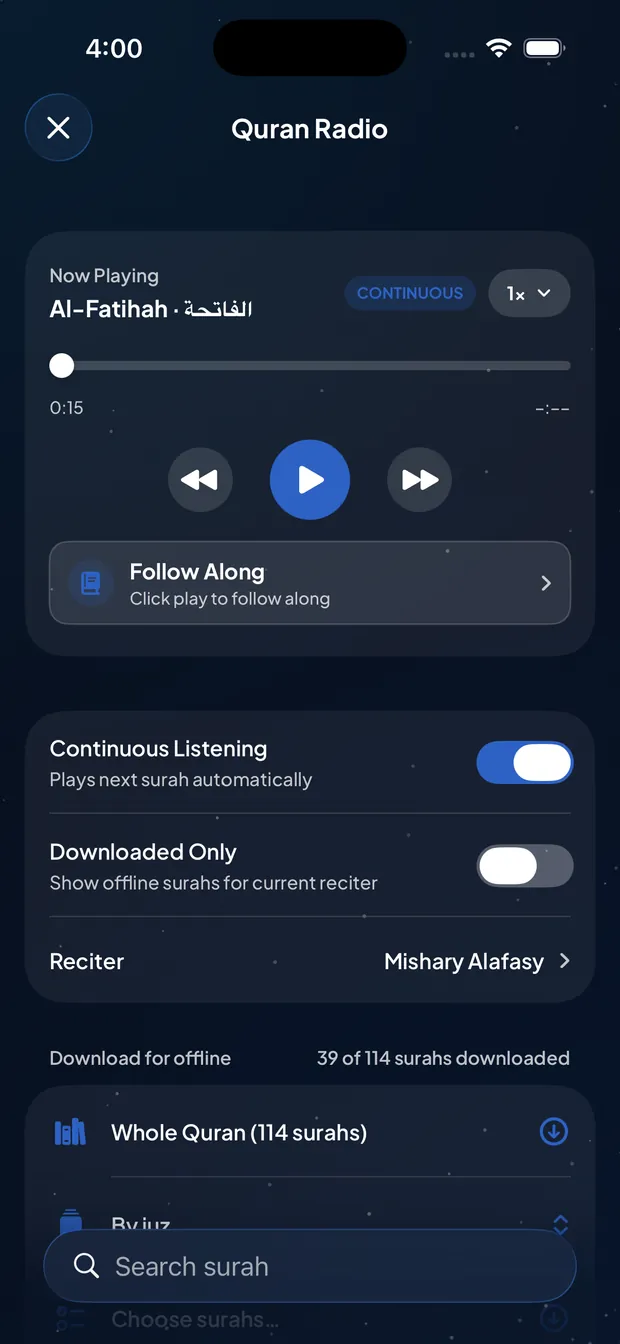 4:00
Quran Radio
Now Playing
Al-Fatihah · الفاتحة
CONTINUOUS
1x
0:15
-:--
Follow Along
Click play to follow along
Continuous Listening
Plays next surah automatically
Downloaded Only
Show offline surahs for current reciter
Reciter
Mishary Alafasy
Download for offline
39 of 114 surahs downloaded
Whole Quran (114 surahs)
By juz
Search surah
Choose surahs...